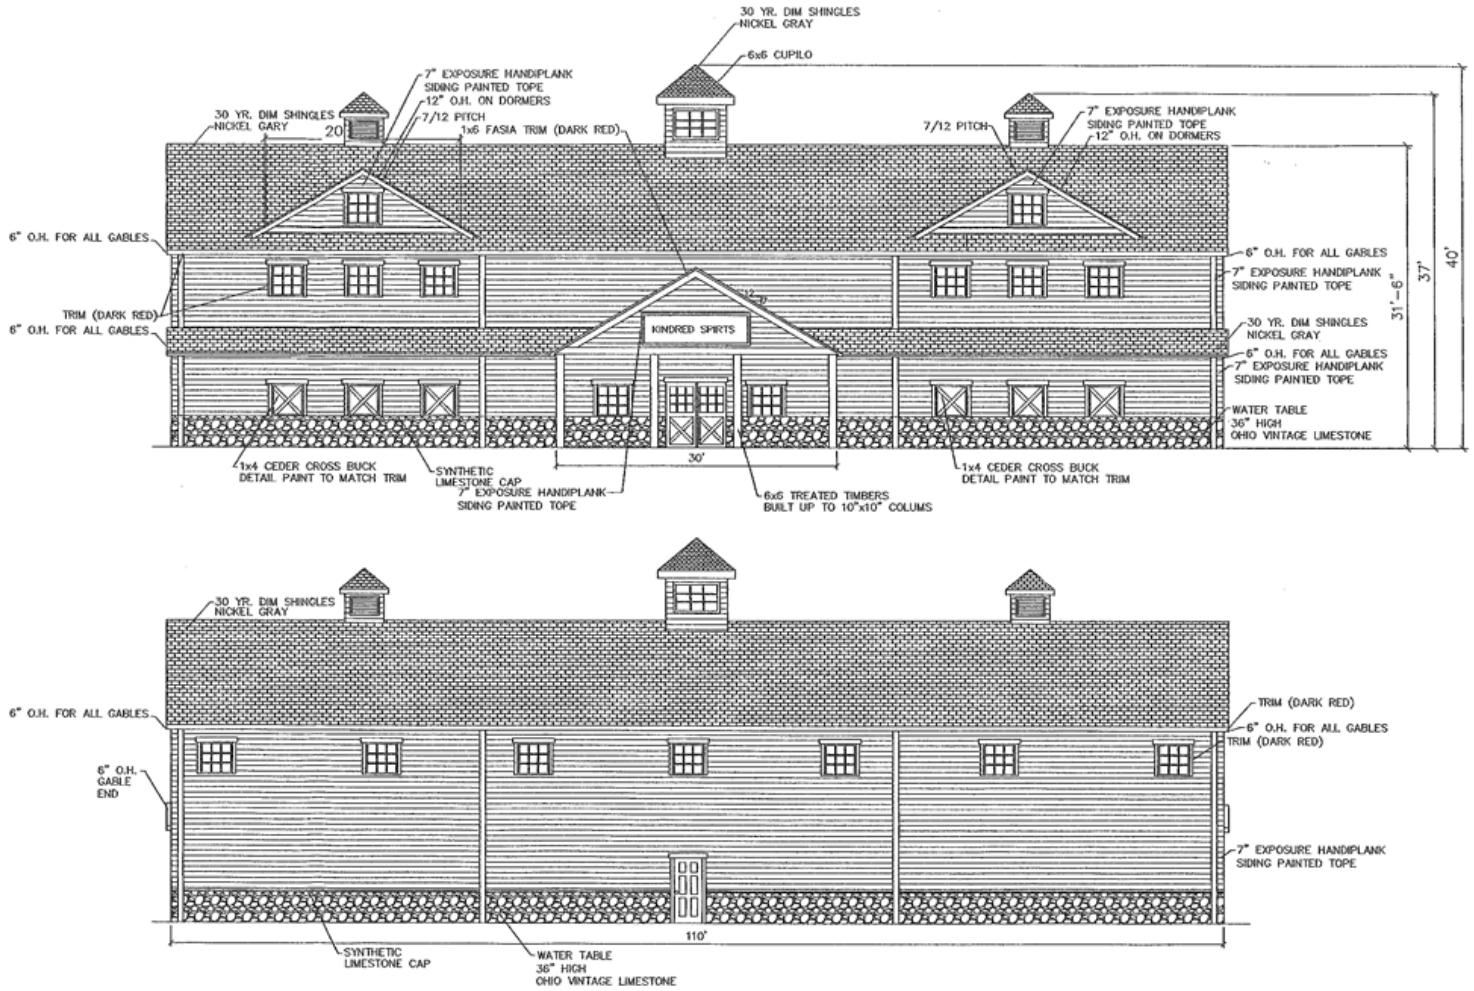 30 YR. DIM SHINGLES
NICKEL GRAY
6x6 CUPILO
7" EXPOSURE HANDIPLANK
SIDING PAINTED TOPE
12" O.H. ON DORMERS
7/12 PITCH
1x6 FASIA TRIM (DARK RED)
30 YR. DIM SHINGLES
NICKEL GARY
20
7/12 PITCH
7" EXPOSURE HANDIPLANK
SIDING PAINTED TOPE
12" O.H. ON DORMERS
6" O.H. FOR ALL GABLES
TRIM (DARK RED)
6" O.H. FOR ALL GABLES
KINDRED SPIRTS
12
6" O.H. FOR ALL GABLES
7" EXPOSURE HANDIPLANK
SIDING PAINTED TOPE
30 YR. DIM SHINGLES
NICKEL GRAY
6" O.H. FOR ALL GABLES
7" EXPOSURE HANDIPLANK
SIDING PAINTED TOPE
WATER TABLE
36" HIGH
OHIO VINTAGE LIMESTONE
31'-6"
37'
40'
1x4 CEDER CROSS BUCK
DETAIL PAINT TO MATCH TRIM
SYNTHETIC
LIMESTONE CAP
7" EXPOSURE HANDIPLANK
SIDING PAINTED TOPE
30'
6x6 TREATED TIMBERS
BUILT UP TO 10"x10" COLUMS
1x4 CEDER CROSS BUCK
DETAIL PAINT TO MATCH TRIM
30 YR. DIM SHINGLES
NICKEL GRAY
6" O.H. FOR ALL GABLES
6" O.H.
GABLE
END
TRIM (DARK RED)
6" O.H. FOR ALL GABLES
TRIM (DARK RED)
7" EXPOSURE HANDIPLANK
SIDING PAINTED TOPE
110'
SYNTHETIC
LIMESTONE CAP
WATER TABLE
36" HIGH
OHIO VINTAGE LIMESTONE